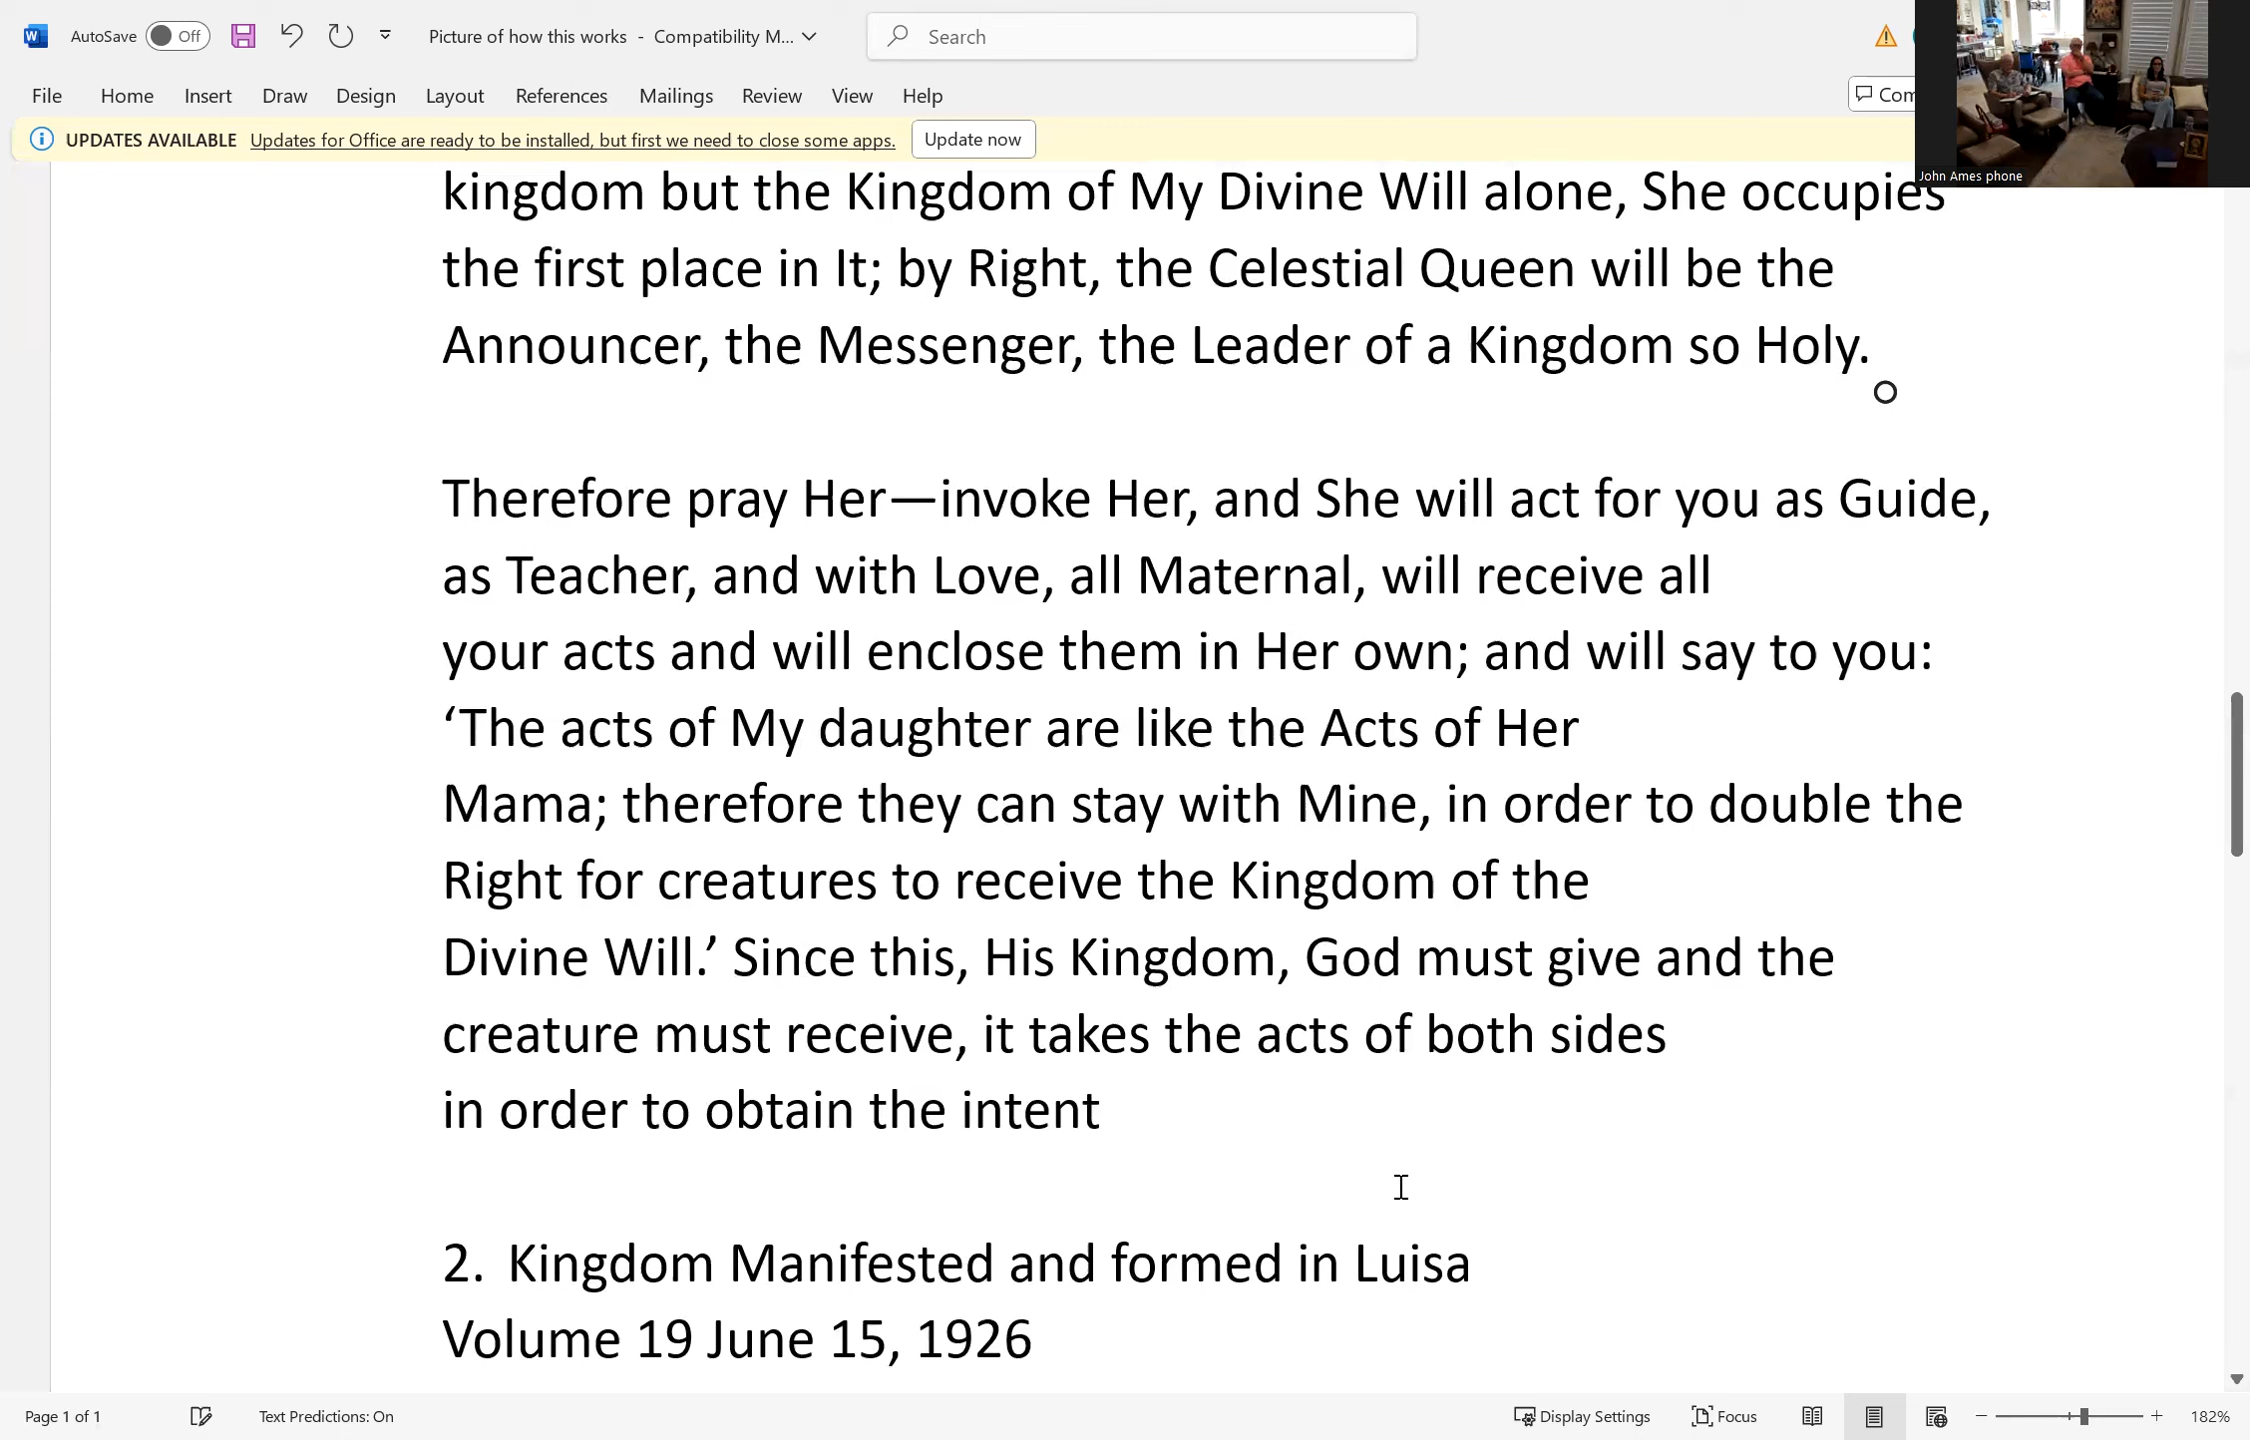 AutoSave Off Picture of how this works - Compatibility M... Search
File Home Insert Draw Design Layout References Mailings Review View Help Com
UPDATES AVAILABLE Updates for Office are ready to be installed, but first we need to close some apps. Update now
John Ames phone
kingdom but the Kingdom of My Divine Will alone, She occupies
the first place in It; by Right, the Celestial Queen will be the
Announcer, the Messenger, the Leader of a Kingdom so Holy.
Therefore pray Her—invoke Her, and She will act for you as Guide,
as Teacher, and with Love, all Maternal, will receive all
your acts and will enclose them in Her own; and will say to you:
‘The acts of My daughter are like the Acts of Her
Mama; therefore they can stay with Mine, in order to double the
Right for creatures to receive the Kingdom of the
Divine Will.’ Since this, His Kingdom, God must give and the
creature must receive, it takes the acts of both sides
in order to obtain the intent
2. Kingdom Manifested and formed in Luisa
Volume 19 June 15, 1926
Page 1 of 1 Text Predictions: On Display Settings Focus 182%